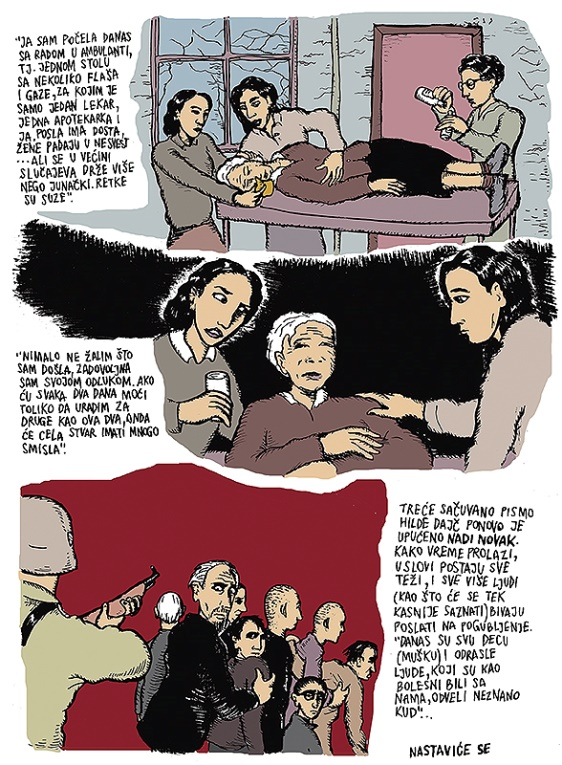 "JA SAM POČELA DANAS
SA RADOM U AMBULANTI,
TJ. JEDNOM STOLU
SA NEKOLIKO FLAŠA
I GAZE, ZA KOJIM JE
SAMO JEDAN LEKAR,
JEDNA APOTEKARKA I
JA, POSLA IMA DOSTA,
ŽENE PADAJU U NESVEST
...ALI SE U VEĆINI
SLUČAJEVA DRŽE VIŠE
NEGO JUNAČKI. RETKE
SU SUZE".
"NIMALO NE ŽALIM ŠTO
SAM DOŠLA, ZADOVOLJNA
SAM SVOJOM ODLUKOM. AKO
ĆU SVAKA DVA DANA MOĆI
TOLIKO DA URADIM ZA
DRUGE KAO OVA DVA, ONDA
ĆE CELA STVAR IMATI MNOGO
SMISLA".
TREĆE SAČUVANO PISMO
HILDE DAJČ PONOVO JE
UPUĆENO NADI NOVAK.
KAKO VREME PROLAZI,
USLOVI POSTAJU SVE
TEŽI, I SVE VIŠE LJUDI
(KAO ŠTO ĆE SE TEK
KASNIJE SAZNATI) BIVAJU
POSLATI NA POGUBLJENJE.
"DANAS SU SVU DECU
(MUŠKU) I ODRASLE
LJUDE, KOJI SU KAO
BOLESNI BILI SA
NAMA, ODVELI NEZNANO
KUD"...
NASTAVIĆE SE